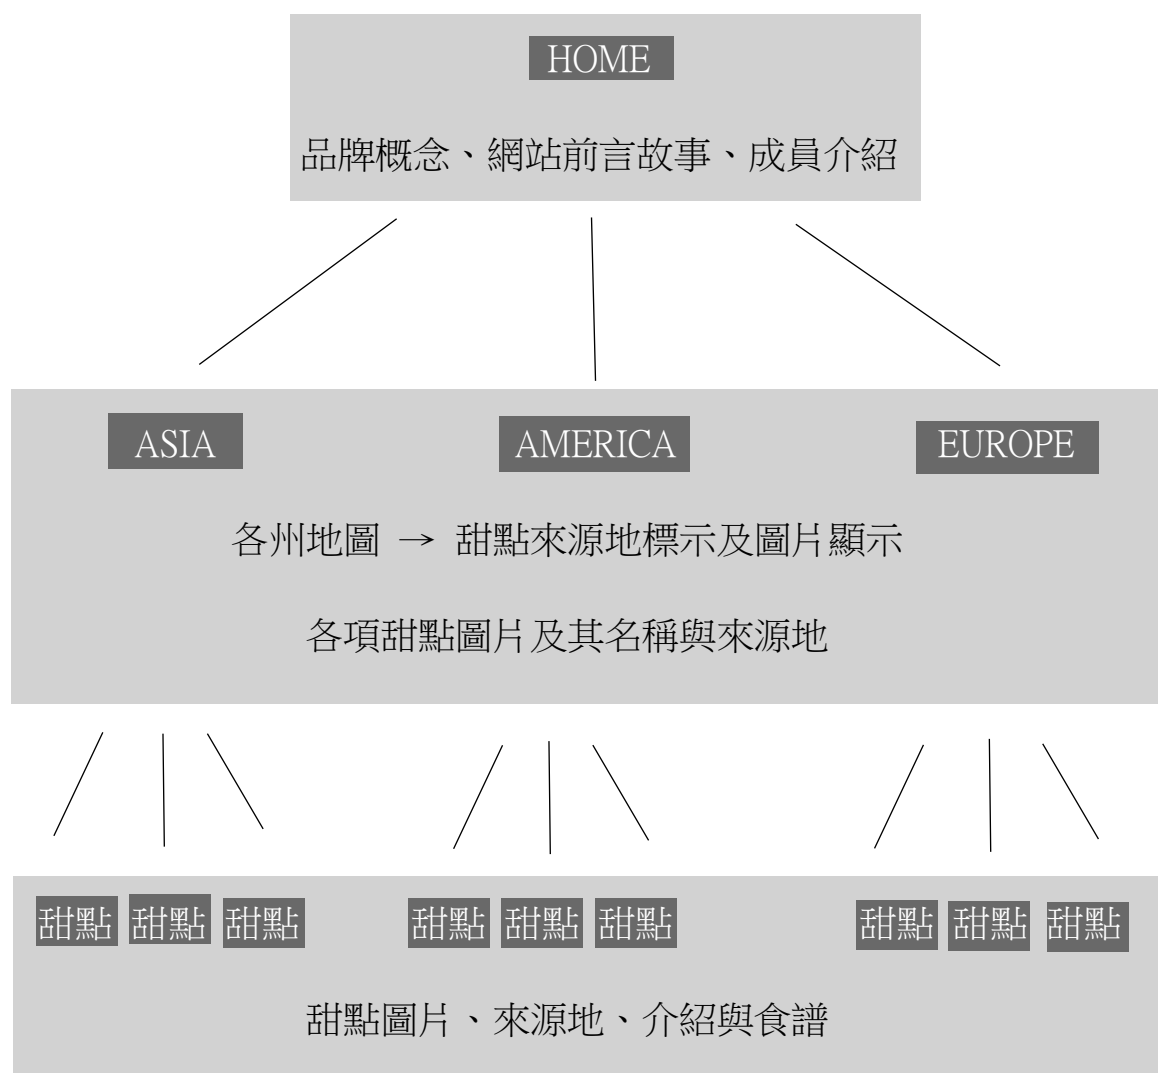 HOME
品牌概念、網站前言故事、成員介紹
ASIA AMERICA EUROPE
各州地圖 → 甜點來源地標示及圖片顯示
各項甜點圖片及其名稱與來源地
甜點 甜點 甜點 甜點 甜點 甜點 甜點 甜點 甜點
甜點圖片、來源地、介紹與食譜